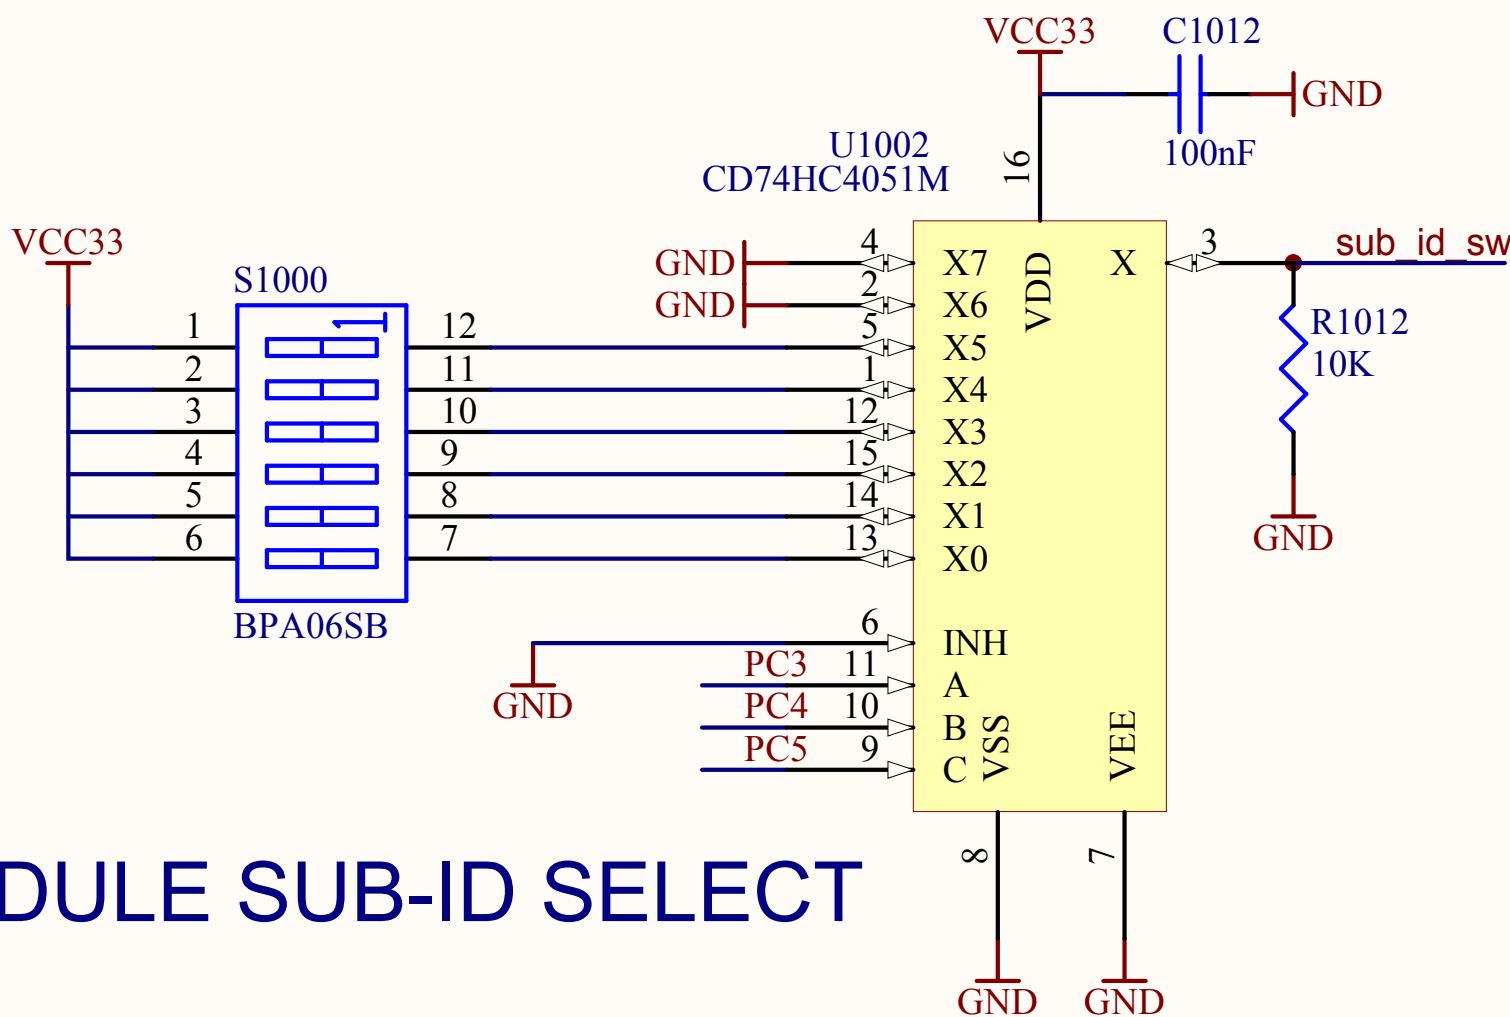 VCC33
C1012
GND
100nF
U1002
CD74HC4051M
16
VCC33
S1000
1
1 12
2 11
3 10
4 9
5 8
6 7
BPA06SB
GND 4 X7
GND 2 X6
5 X5
1 X4
12 X3
15 X2
14 X1
13 X0
VDD
X 3 sub_id_sw
R1012
10K
GND
6 INH
GND
PC3 11 A
PC4 10 B
PC5 9 C
VSS
VEE
8
7
GND
GND
DULE SUB-ID SELECT